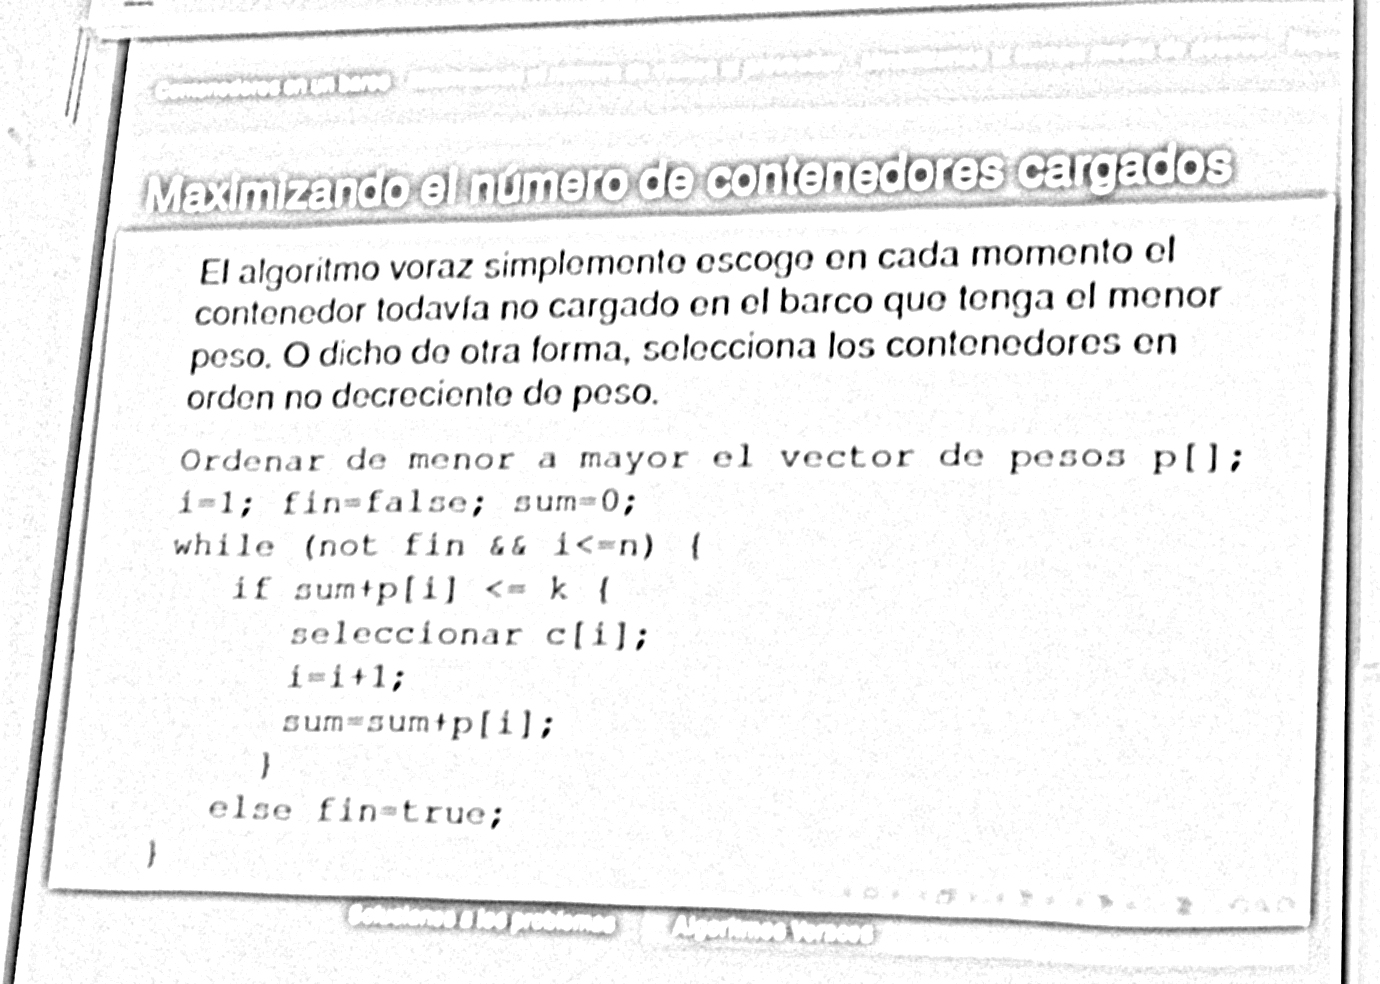 Contenedores en un barco
Maximizando el número de contenedores cargados
El algoritmo voraz simplemente escoge en cada momento el
contenedor todavía no cargado en el barco que tenga el menor
peso. O dicho de otra forma, selecciona los contenedores en
orden no decreciente de peso.
Ordenar de menor a mayor el vector de pesos p[];
i=1; fin=false; sum=0;
while (not fin && i<=n) {
if sum+p[i] <= k {
seleccionar c[i];
i=i+1;
sum=sum+p[i];
}
else fin=true;
}
Soluciones a los problemas Algoritmos Voraces